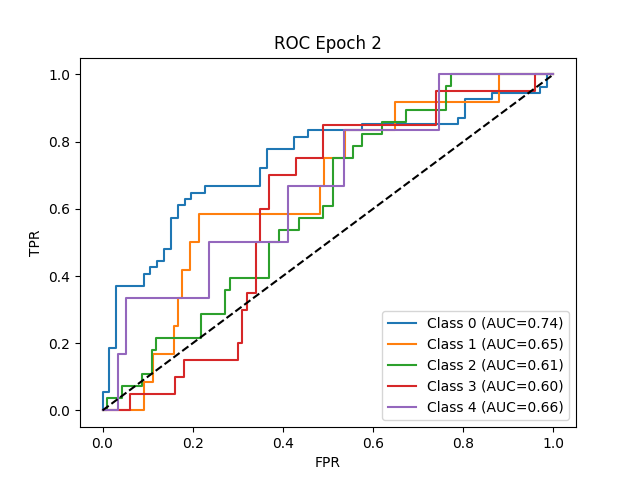 ROC Epoch 2
TPR
1.0
0.8
0.6
0.4
0.2
0.0
Class 0 (AUC=0.74)
Class 1 (AUC=0.65)
Class 2 (AUC=0.61)
Class 3 (AUC=0.60)
Class 4 (AUC=0.66)
0.0 0.2 0.4 0.6 0.8 1.0
FPR